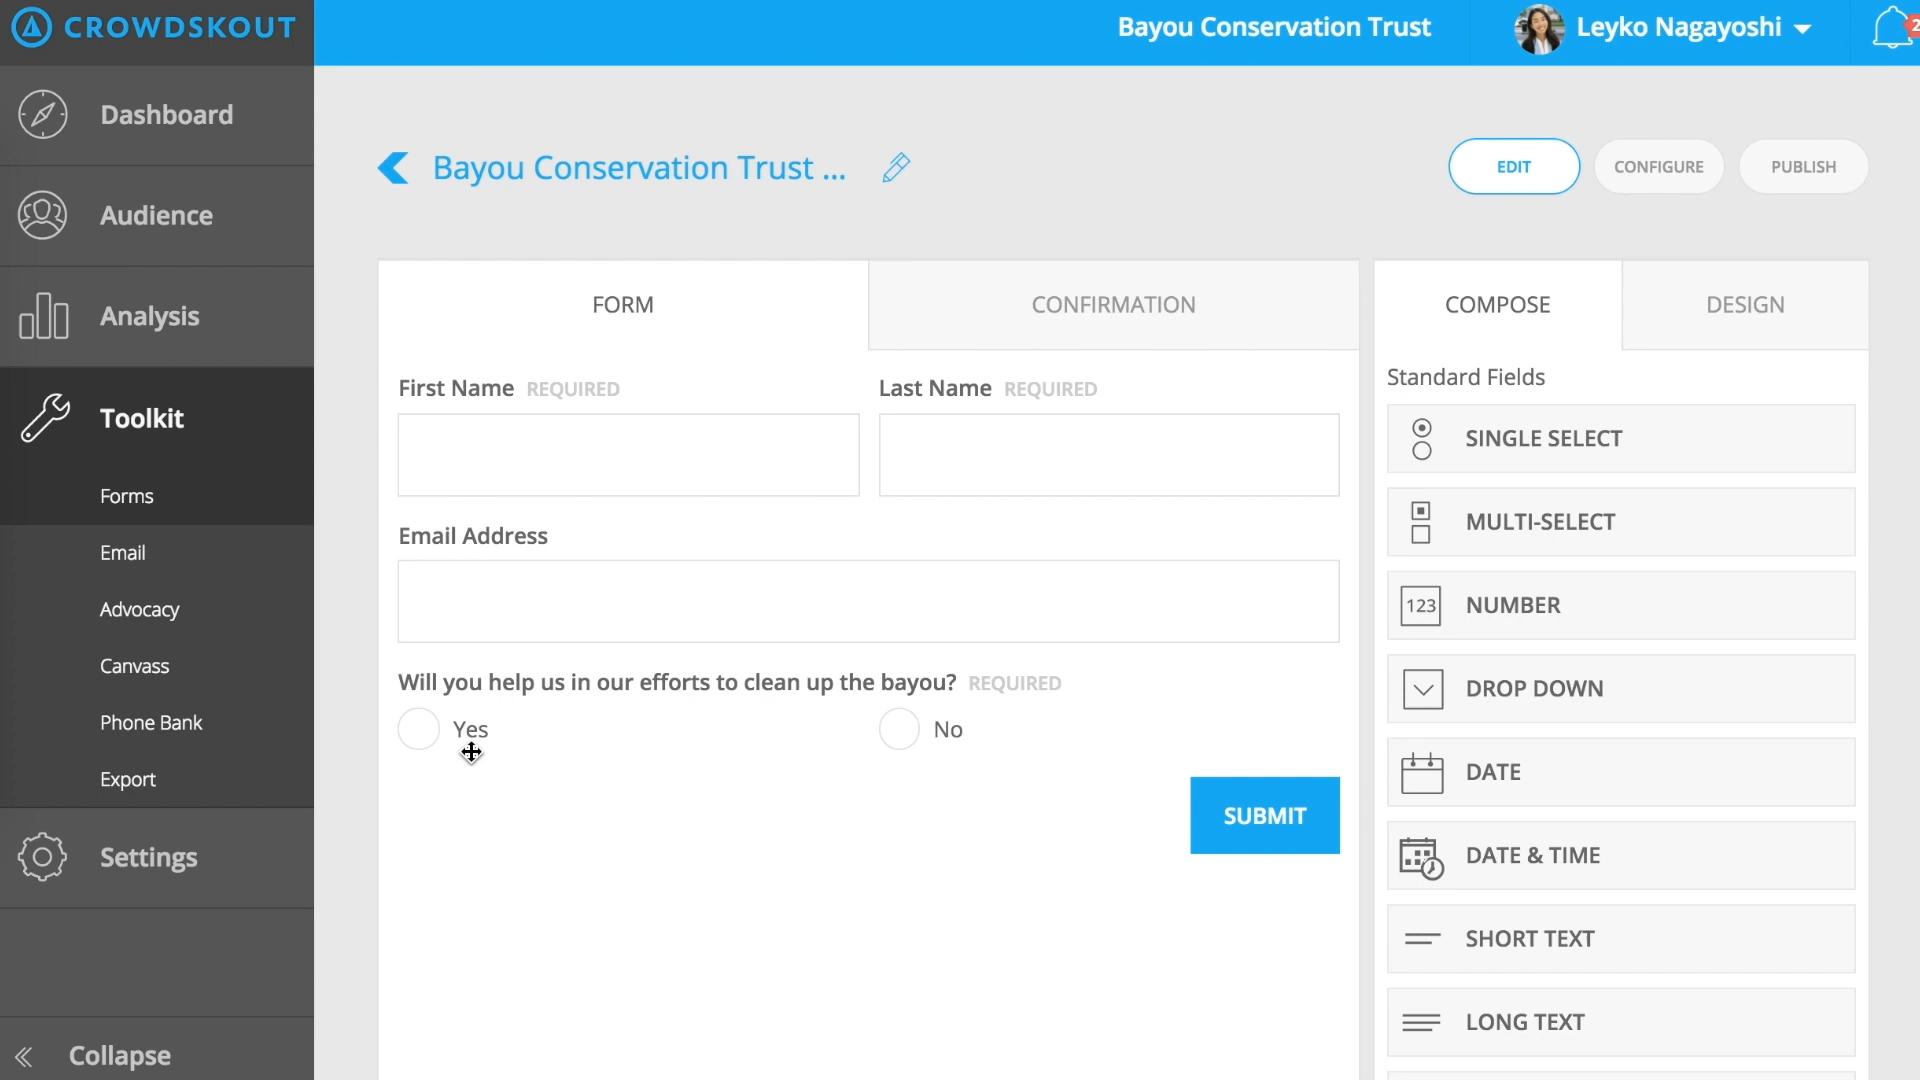 CROWDSKOUT
Bayou Conservation Trust
Leyko Nagayoshi
2
Dashboard
Audience
Analysis
Toolkit
Forms
Email
Advocacy
Canvass
Phone Bank
Export
Settings
Collapse
Bayou Conservation Trust ...
EDIT
CONFIGURE
PUBLISH
FORM
CONFIRMATION
First Name REQUIRED
Last Name REQUIRED
Email Address
Will you help us in our efforts to clean up the bayou? REQUIRED
Yes
No
SUBMIT
COMPOSE
DESIGN
Standard Fields
SINGLE SELECT
MULTI-SELECT
123 NUMBER
DROP DOWN
DATE
DATE & TIME
SHORT TEXT
LONG TEXT